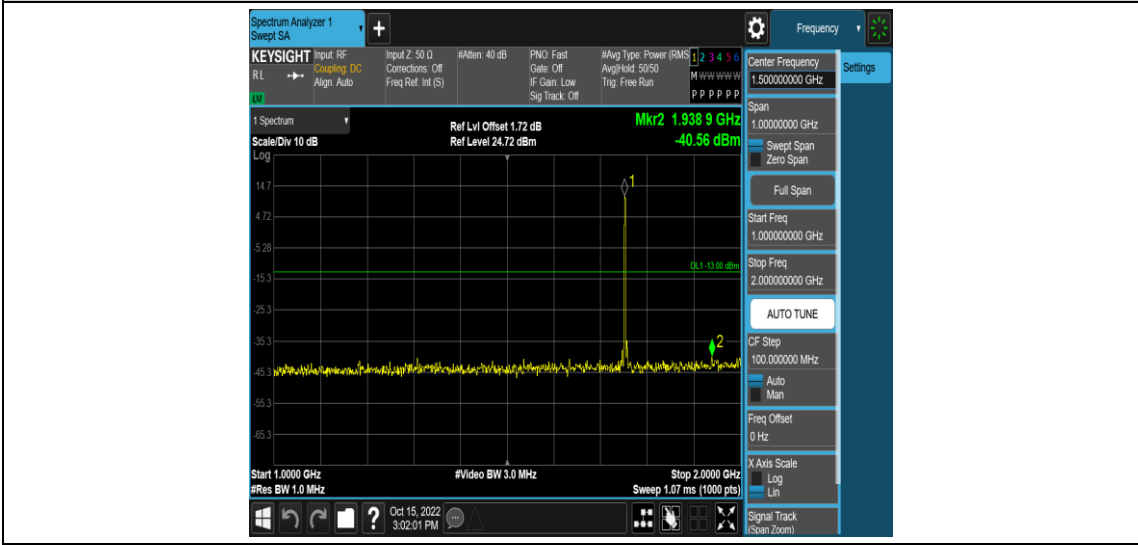 Spectrum Analyzer 1
Swept SA
+
Frequency
KEYSIGHT
RL
Input: RF
Coupling: DC
Align: Auto
Input Z: 50 Ω
Corrections: Off
Freq Ref: Int (S)
#Atten: 40 dB
PNO: Fast
Gate: Off
IF Gain: Low
Sig Track: Off
#Avg Type: Power (RMS
Avg|Hold: 50/50
Trig: Free Run
1 2 3 4 5 6
M W W W W W
P P P P P P
1 Spectrum
Scale/Div 10 dB
Log
Ref Lvl Offset 1.72 dB
Ref Level 24.72 dBm
Mkr2 1.938 9 GHz
-40.56 dBm
14.7
4.72
-5.28
-15.3
-25.3
-35.3
-45.3
-55.3
-65.3
1
DL1 -13.00 dBm
2
Start 1.0000 GHz
#Res BW 1.0 MHz
#Video BW 3.0 MHz
Stop 2.0000 GHz
Sweep 1.07 ms (1000 pts)
?
Oct 15, 2022
3:02:01 PM
Settings
Center Frequency
1.500000000 GHz
Span
1.00000000 GHz
Swept Span
Zero Span
Full Span
Start Freq
1.000000000 GHz
Stop Freq
2.000000000 GHz
AUTO TUNE
CF Step
100.000000 MHz
Auto
Man
Freq Offset
0 Hz
X Axis Scale
Log
Lin
Signal Track
(Span Zoom)